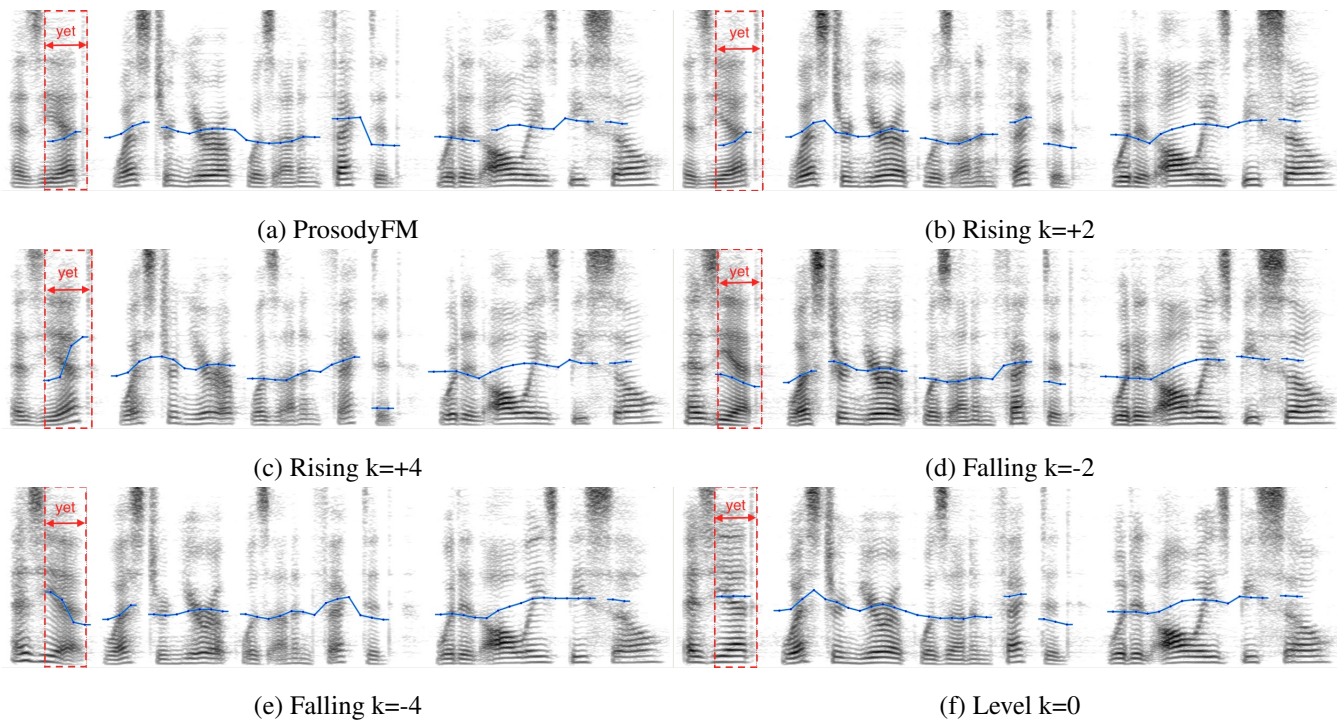 yet
yet
(a) ProsodyFM
(b) Rising k=+2
yet
yet
(c) Rising k=+4
(d) Falling k=-2
yet
yet
(e) Falling k=-4
(f) Level k=0